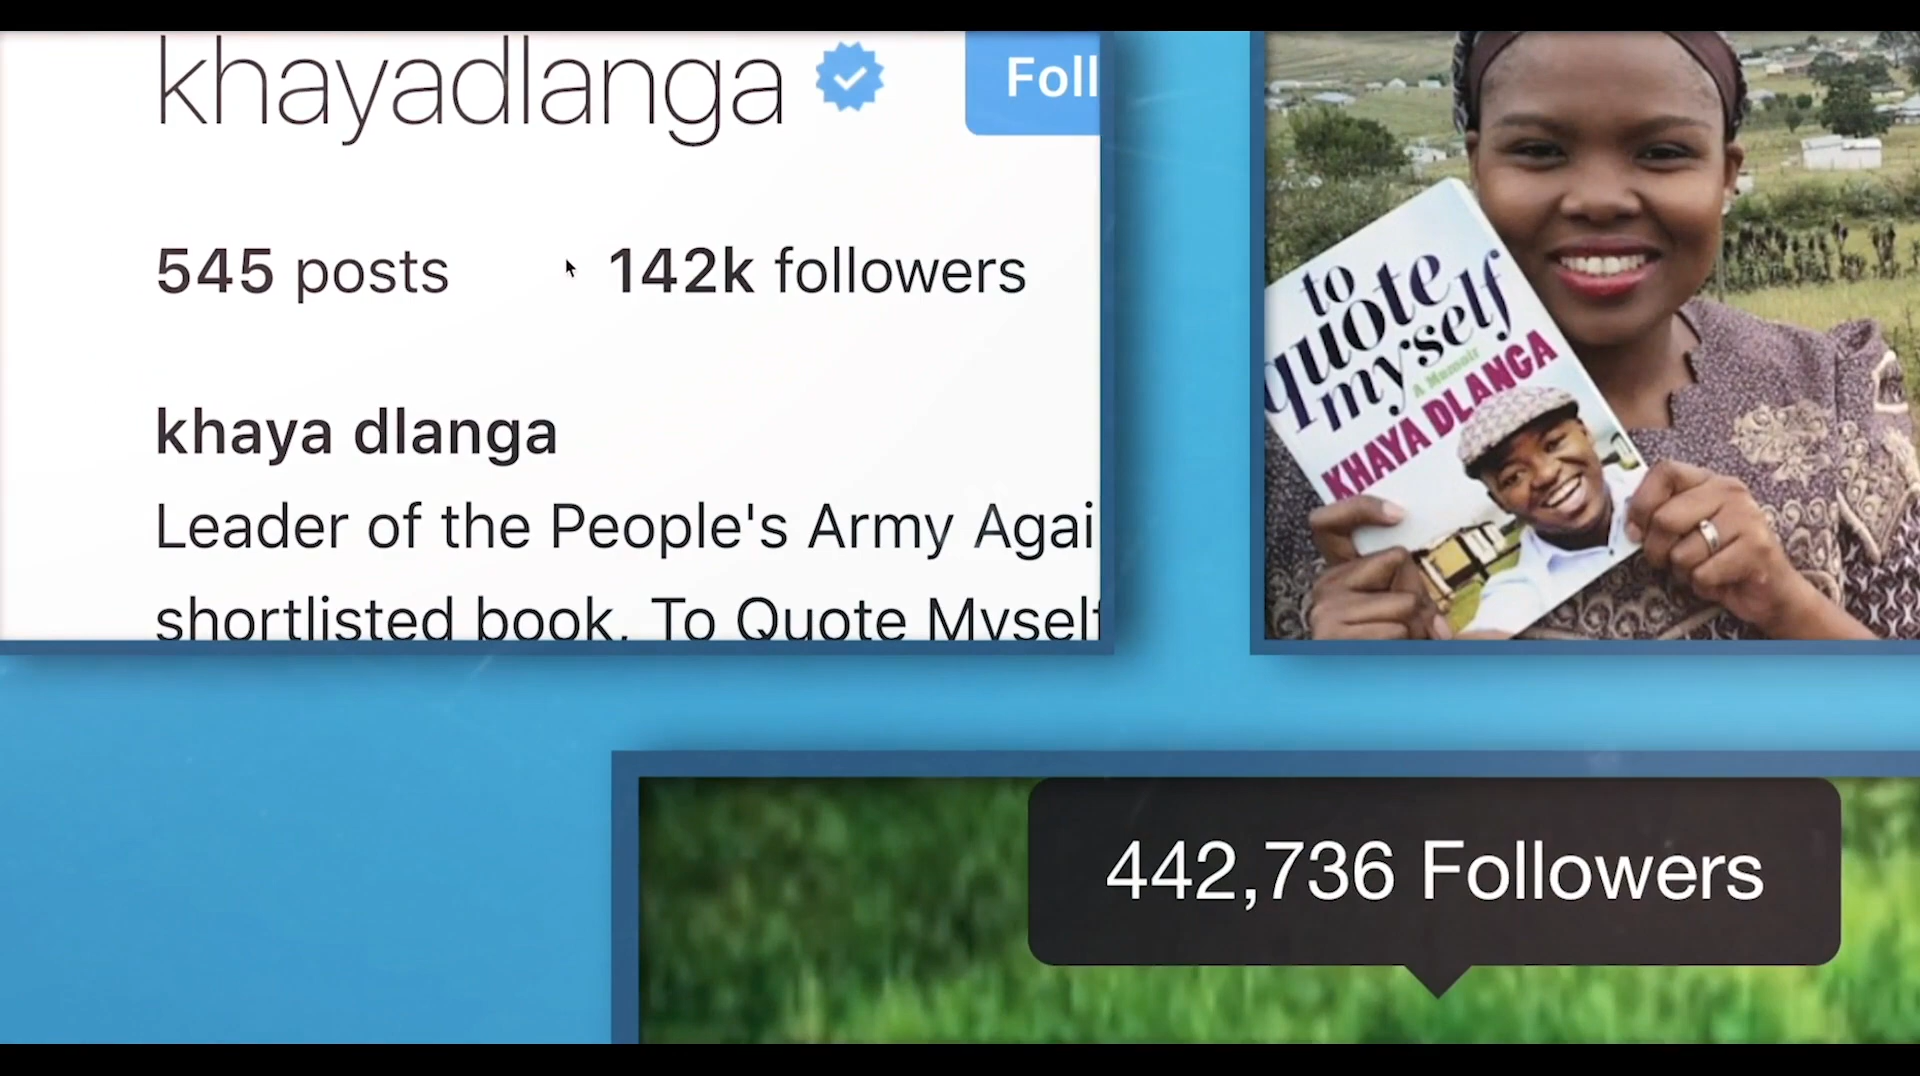 khayadlanga
Foll
545 posts
142k followers
khaya dlanga
Leader of the People's Army Agai
shortlisted book, To Quote Myself
to
quote
myself
A Memoir
KHAYA DLANGA
442,736 Followers